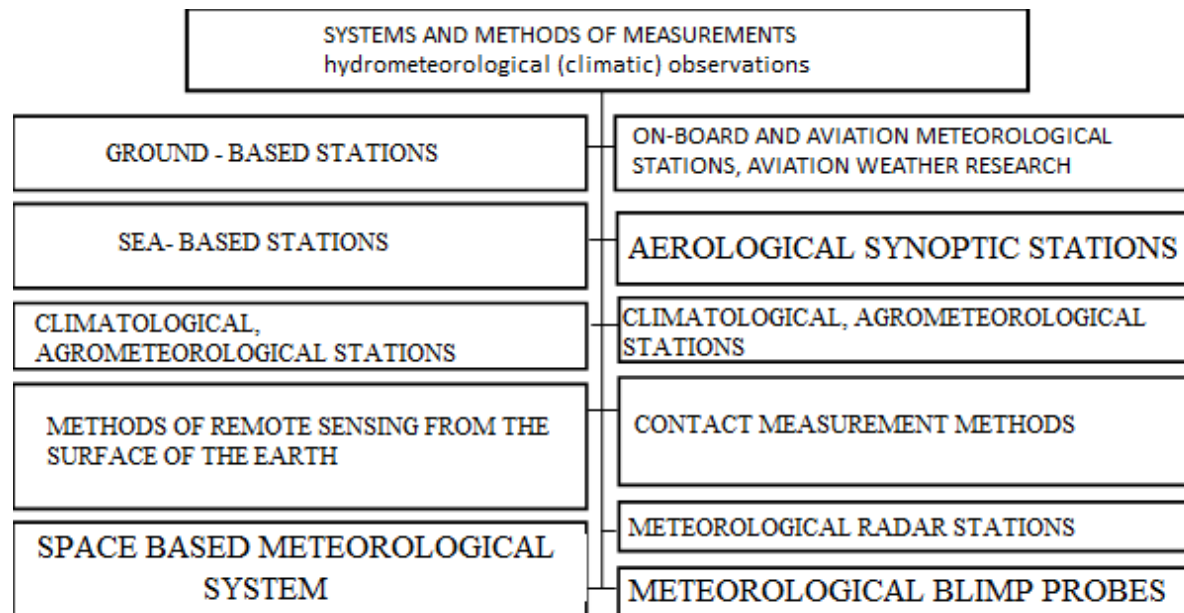 SYSTEMS AND METHODS OF MEASUREMENTS
hydrometeorological (climatic) observations
GROUND - BASED STATIONS
ON-BOARD AND AVIATION METEOROLOGICAL
STATIONS, AVIATION WEATHER RESEARCH
SEA- BASED STATIONS
AEROLOGICAL SYNOPTIC STATIONS
CLIMATOLOGICAL,
AGROMETEOROLOGICAL STATIONS
CLIMATOLOGICAL, AGROMETEOROLOGICAL
STATIONS
METHODS OF REMOTE SENSING FROM THE
SURFACE OF THE EARTH
CONTACT MEASUREMENT METHODS
METEOROLOGICAL RADAR STATIONS
SPACE BASED METEOROLOGICAL
SYSTEM
METEOROLOGICAL BLIMP PROBES